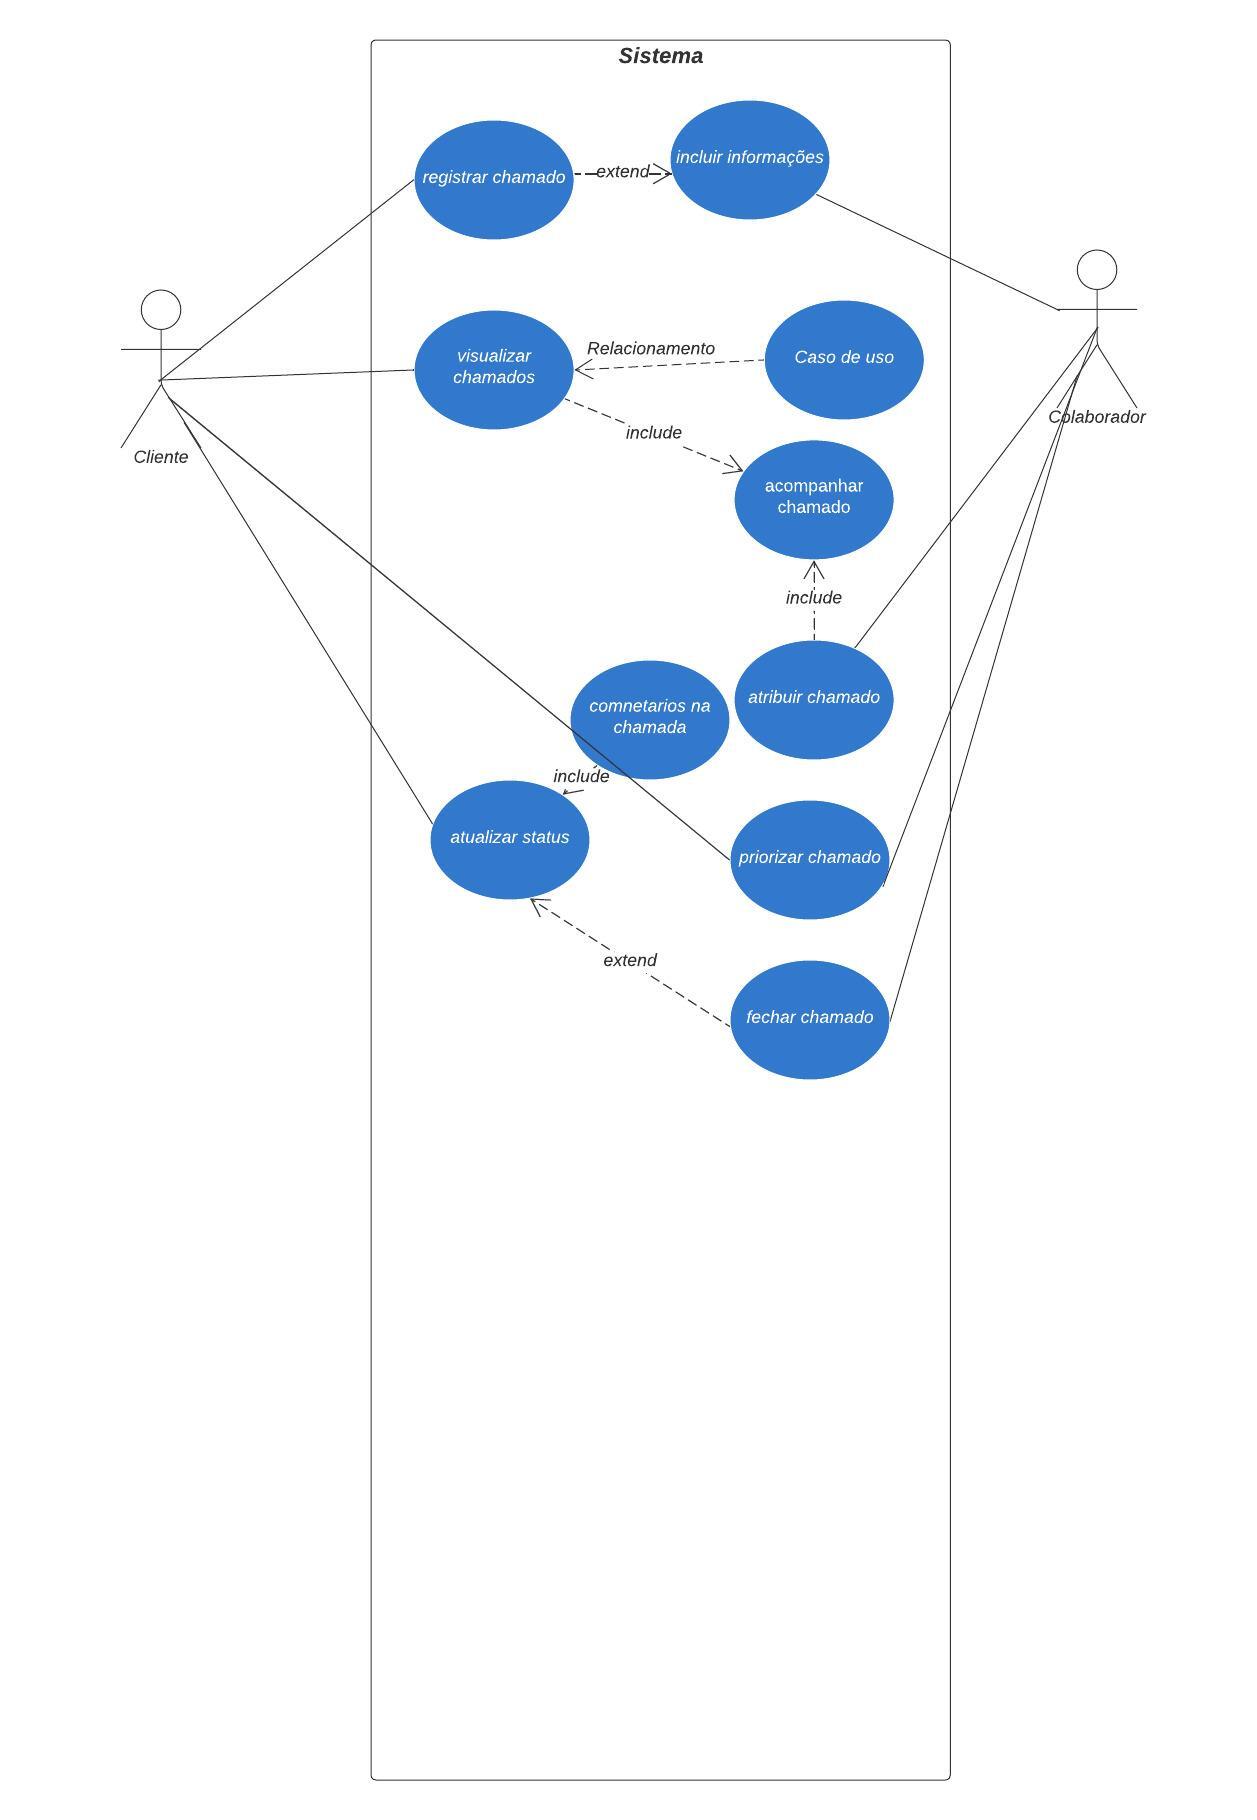 Sistema
registrar chamado
extend
incluir informações
visualizar
chamados
Relacionamento
Caso de uso
include
Cliente
Colaborador
acompanhar
chamado
include
atribuir chamado
comnetarios na
chamada
include
atualizar status
priorizar chamado
extend
fechar chamado